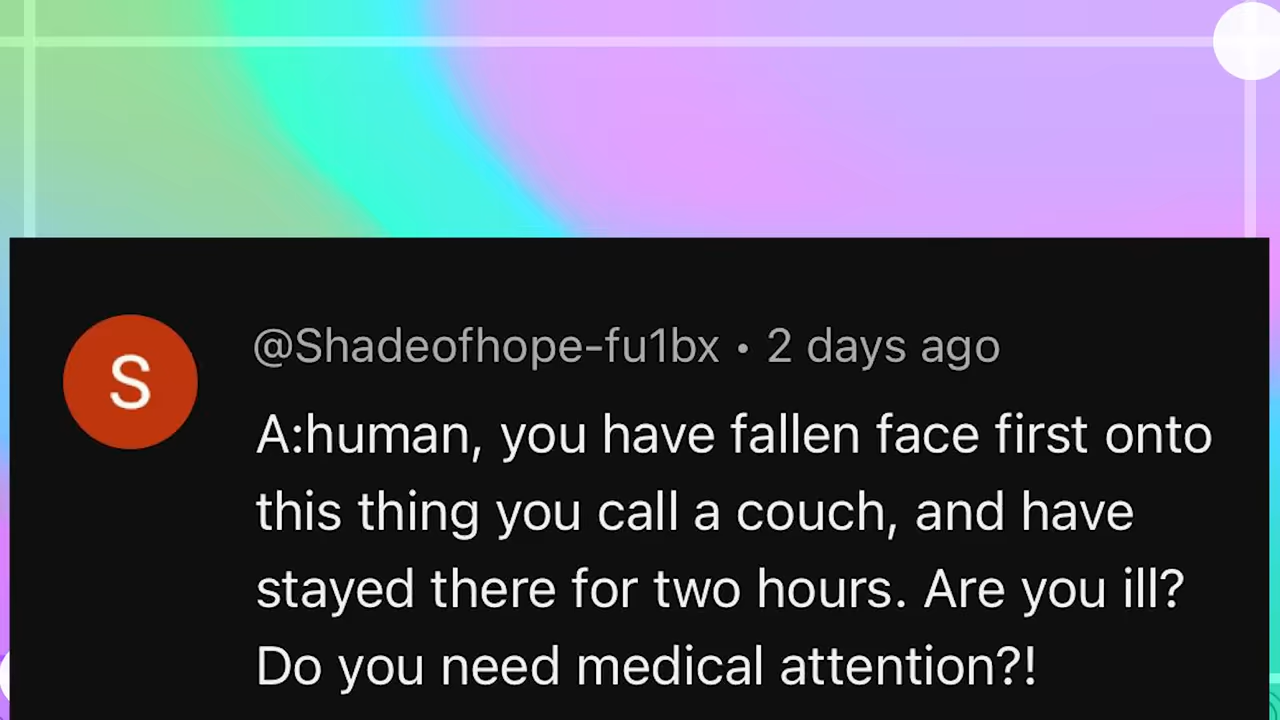 S
@Shadeofhope-fu1bx • 2 days ago
A:human, you have fallen face first onto
this thing you call a couch, and have
stayed there for two hours. Are you ill?
Do you need medical attention?!